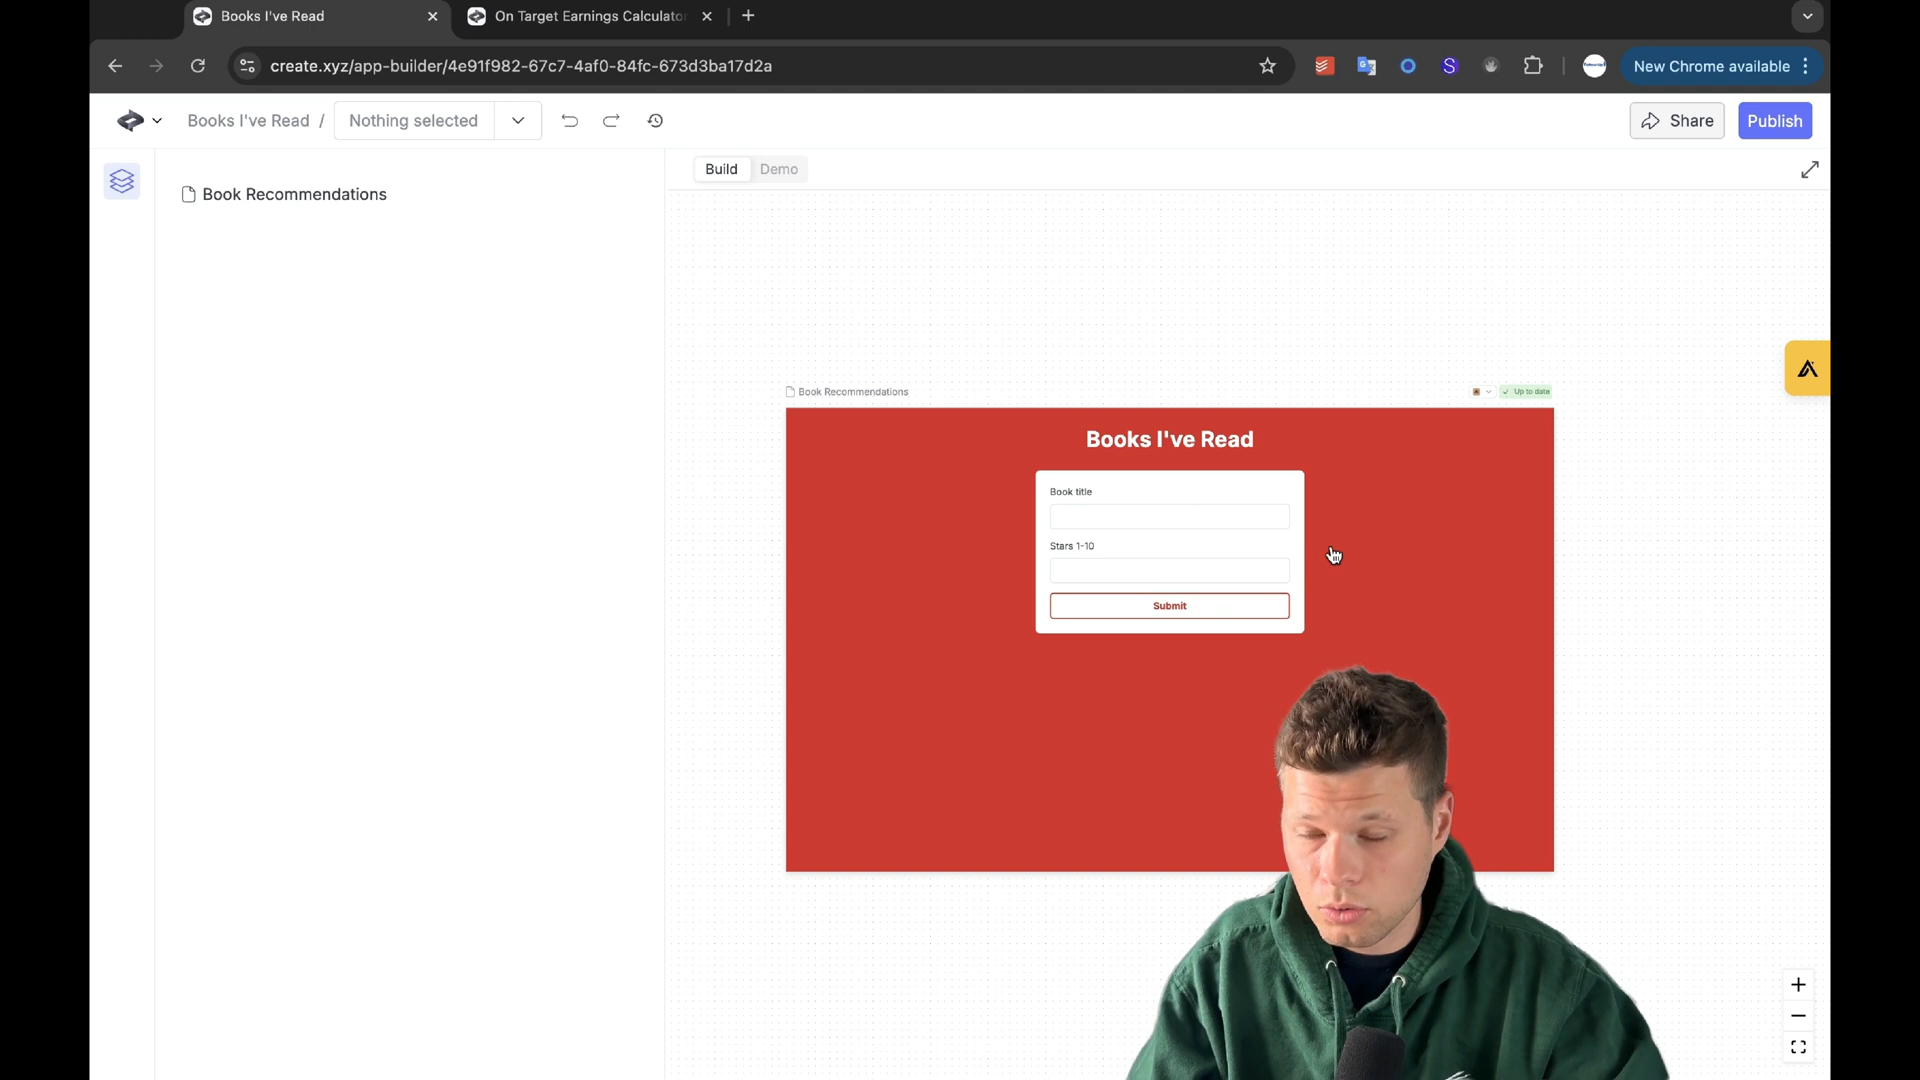 Books I've Read
On Target Earnings Calculator
create.xyz/app-builder/4e91f982-67c7-4af0-84fc-673d3ba17d2a
New Chrome available
Books I've Read / Nothing selected
Share
Publish
Build
Demo
Book Recommendations
Book Recommendations
Up to date
Books I've Read
Book title
Stars 1-10
Submit